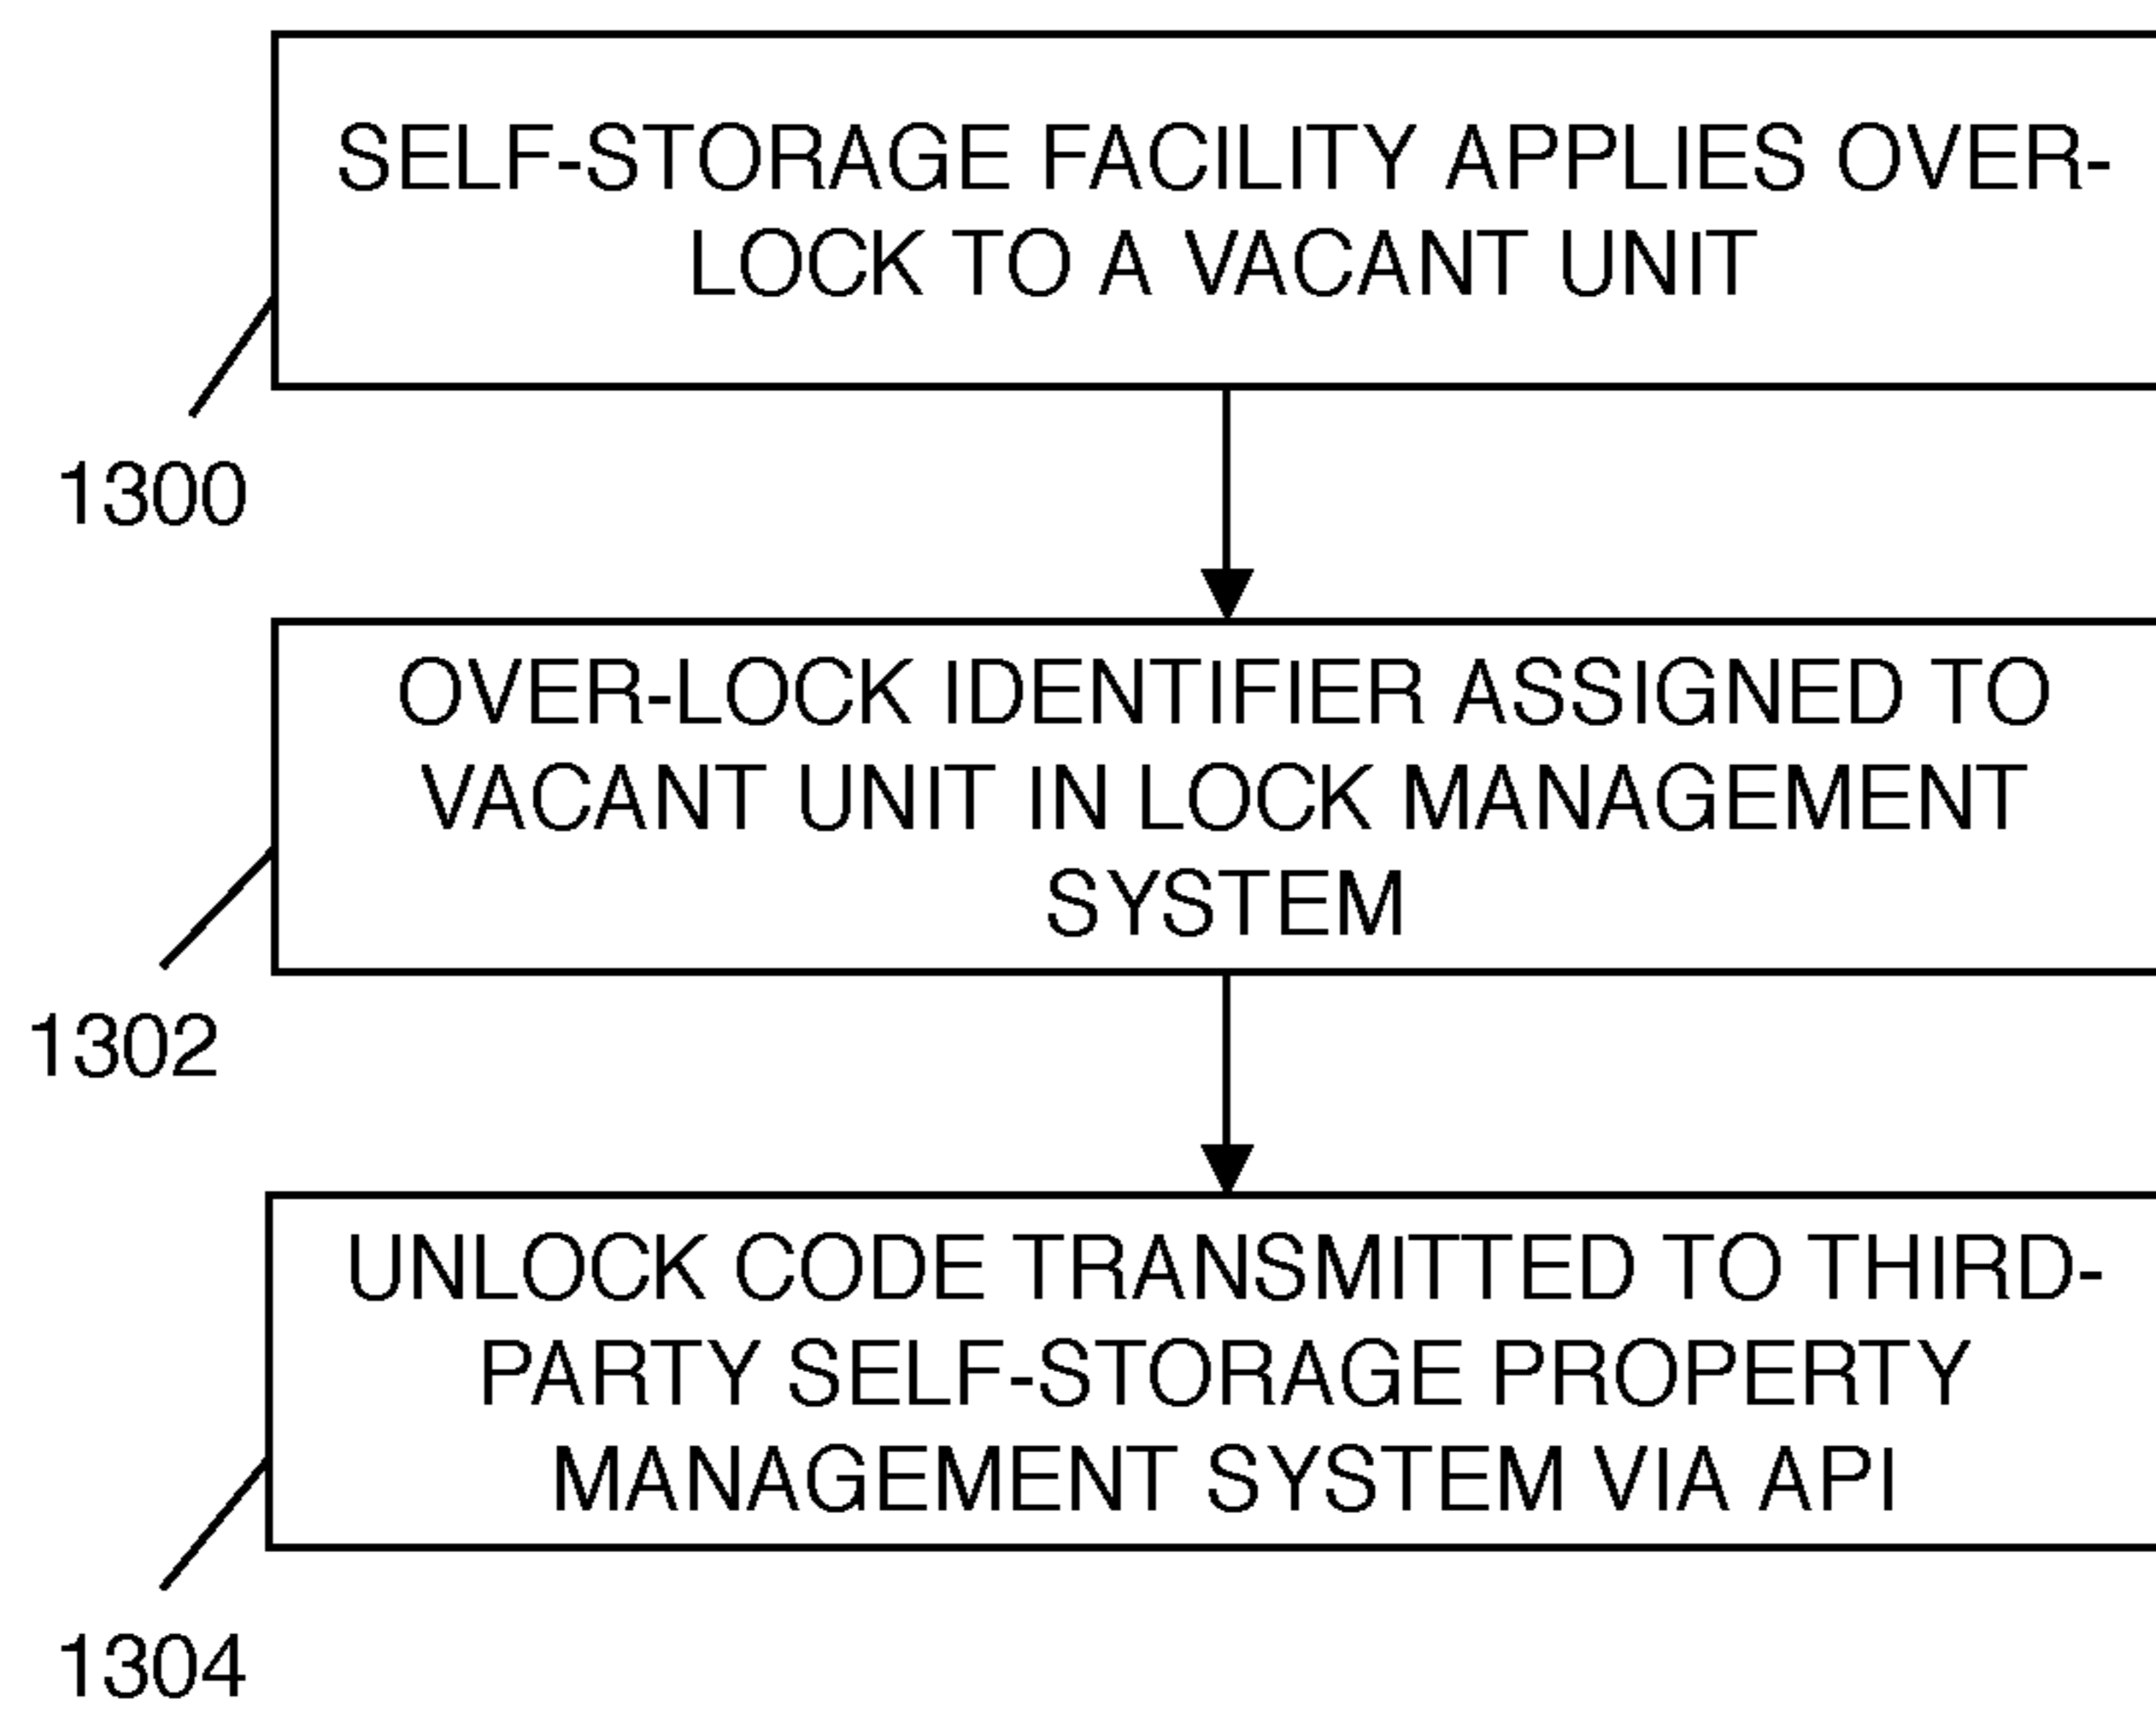 SELF-STORAGE FACILITY APPLIES OVER-
LOCK TO A VACANT UNIT
1300
OVER-LOCK IDENTIFIER ASSIGNED TO
VACANT UNIT IN LOCK MANAGEMENT
SYSTEM
1302
UNLOCK CODE TRANSMITTED TO THIRD-
PARTY SELF-STORAGE PROPERTY
MANAGEMENT SYSTEM VIA API
1304